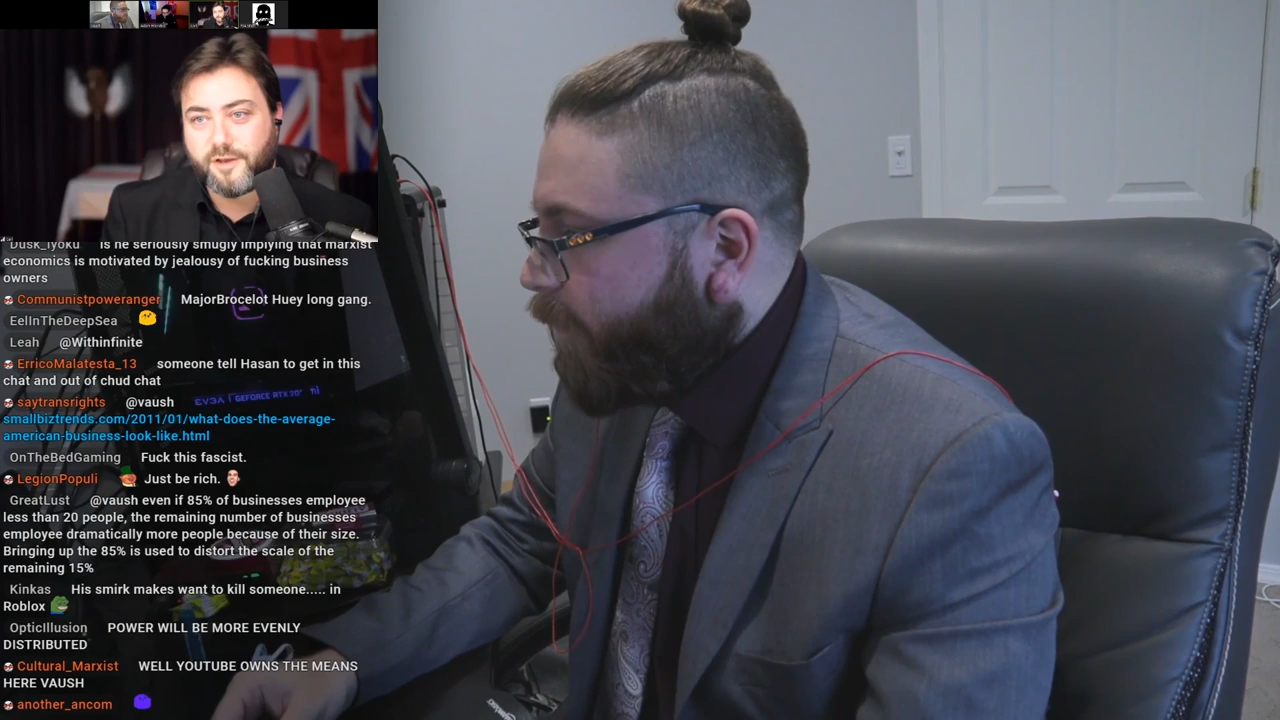 Dusk_Iyoku is he seriously smugly implying that marxist
economics is motivated by jealousy of fucking business
owners
Communistpoweranger MajorBrocelot Huey long gang.
EelInTheDeepSea
Leah @Withinfinite
ErricoMalatesta_13 someone tell Hasan to get in this
chat and out of chud chat
saytransrights @vaush
smallbiztrends.com/2011/01/what-does-the-average-
american-business-look-like.html
EVGA GEFORCE RTX
OnTheBedGaming Fuck this fascist.
LegionPopuli Just be rich.
GreatLust @vaush even if 85% of businesses employee
less than 20 people, the remaining number of businesses
employee dramatically more people because of their size.
Bringing up the 85% is used to distort the scale of the
remaining 15%
Kinkas His smirk makes want to kill someone..... in
Roblox
OpticIllusion POWER WILL BE MORE EVENLY
DISTRIBUTED
Cultural_Marxist WELL YOUTUBE OWNS THE MEANS
HERE VAUSH
another_ancom